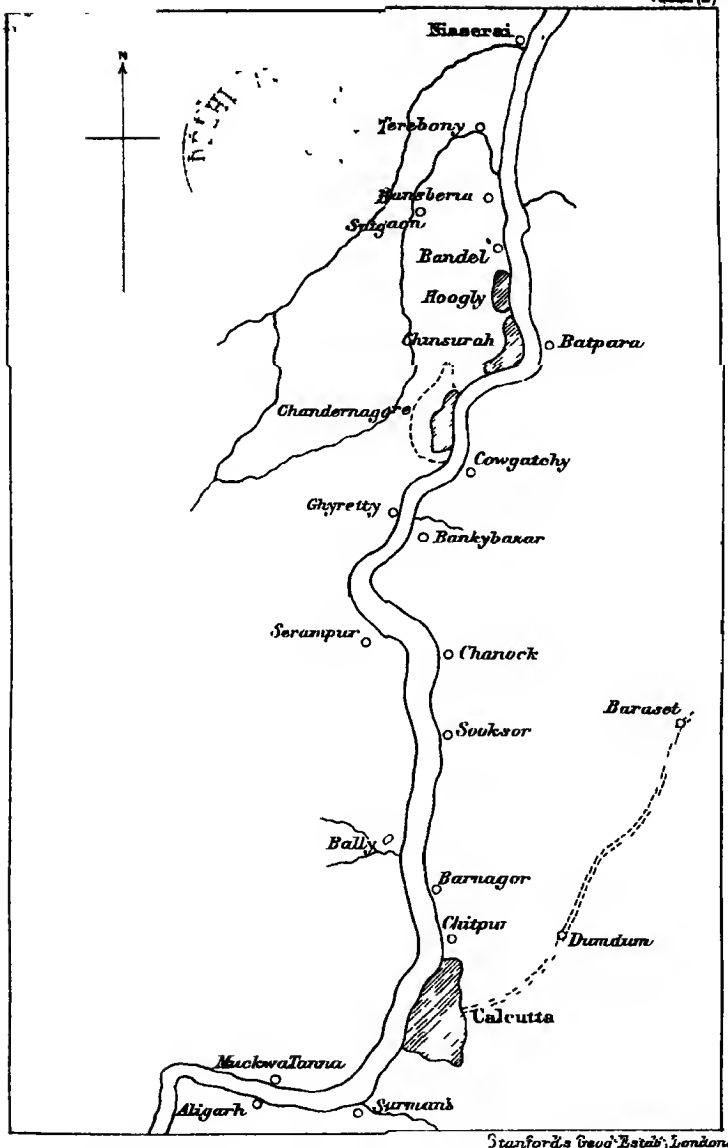 N
Niaserai
Terebony
Bansberia
Satgaon
Bandel
Hoogly
Chinsurah
Batpara
Chandernagore
Cowgatchy
Ghyretty
Bankybazar
Serampur
Chanock
Baraset
Sooksor
Bally
Barnagor
Chitpur
Dumdum
Calcutta
Muckwa Tanna
Aligarh
Surman's
Stanford's Geog.l Estab.t, London